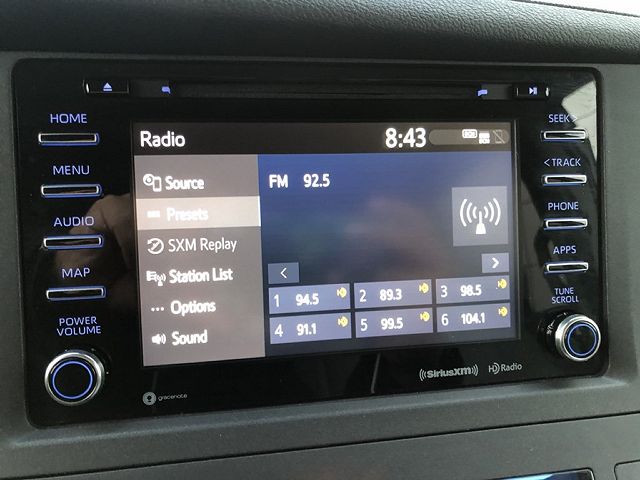 HOME
SEEK >
MENU
< TRACK
AUDIO
PHONE
MAP
APPS
POWER
VOLUME
TUNE
SCROLL
Radio
8:43
Source
Presets
SXM Replay
Station List
Options
Sound
FM 92.5
< >
1 94.5
2 89.3
3 98.5
4 91.1
5 99.5
6 104.1
gracenote
((SiriusXM))
HD Radio